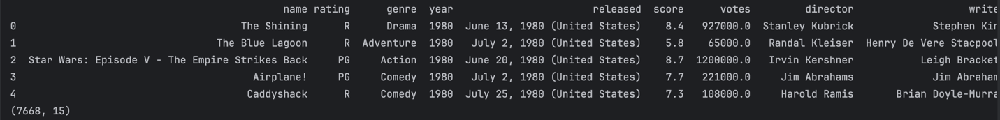 name rating genre year released score votes director write
0 The Shining R Drama 1980 June 13, 1980 (United States) 8.4 927000.0 Stanley Kubrick Stephen Kin
1 The Blue Lagoon R Adventure 1980 July 2, 1980 (United States) 5.8 65000.0 Randal Kleiser Henry De Vere Stacpool
2 Star Wars: Episode V - The Empire Strikes Back PG Action 1980 June 20, 1980 (United States) 8.7 1200000.0 Irvin Kershner Leigh Bracket
3 Airplane! PG Comedy 1980 July 2, 1980 (United States) 7.7 221000.0 Jim Abrahams Jim Abraham
4 Caddyshack R Comedy 1980 July 25, 1980 (United States) 7.3 108000.0 Harold Ramis Brian Doyle-Murra
(7668, 15)